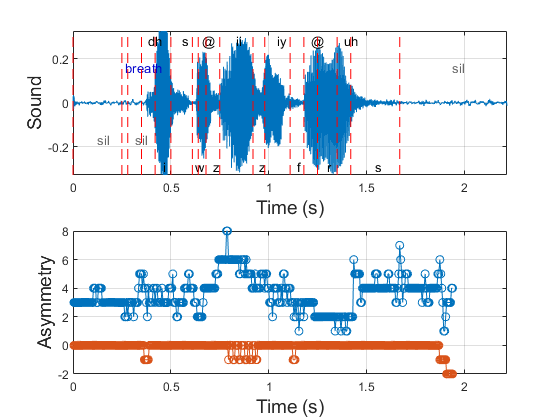 dh s @ ii iy @ uh
0.2
breath sil
Sound
0
sil sil
-0.2
i w z z f r s
0 0.5 1 1.5 2
Time (s)
8
6
4
Asymmetry
2
0
-2
0 0.5 1 1.5 2
Time (s)